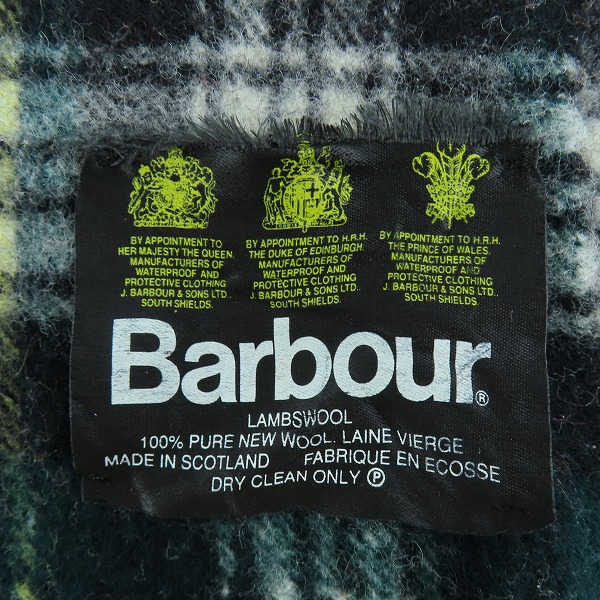 BY APPOINTMENT TO
HER MAJESTY THE QUEEN.
MANUFACTURERS OF
WATERPROOF AND
PROTECTIVE CLOTHING
J. BARBOUR & SONS LTD..
SOUTH SHIELDS.
BY APPOINTMENT TO H.R.H.
THE DUKE OF EDINBURGH.
MANUFACTURERS OF
WATERPROOF AND
PROTECTIVE CLOTHING
J. BARBOUR & SONS LTD..
SOUTH SHIELDS.
BY APPOINTMENT TO H.R.H.
THE PRINCE OF WALES.
MANUFACTURERS OF
WATERPROOF AND
PROTECTIVE CLOTHING
J. BARBOUR & SONS LTD..
SOUTH SHIELDS.
Barbour®
LAMBSWOOL
100% PURE NEW WOOL. LAINE VIERGE
MADE IN SCOTLAND FABRIQUE EN ECOSSE
DRY CLEAN ONLY Ⓟ